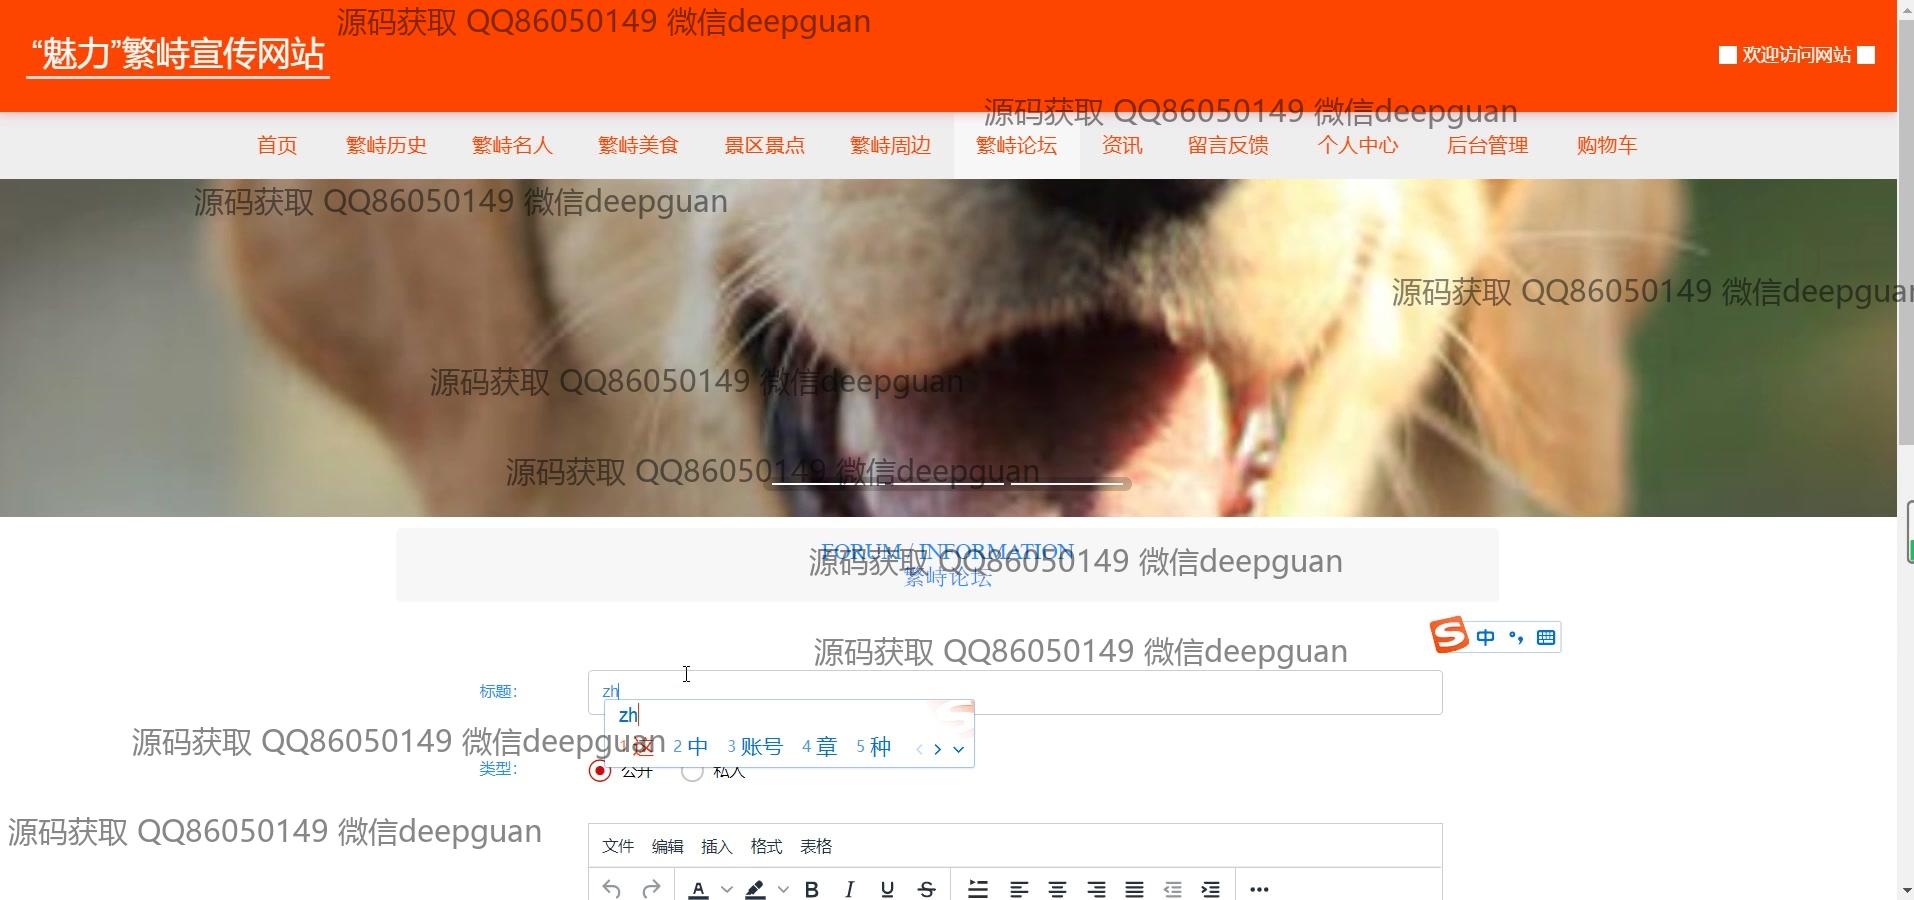 源码获取 QQ86050149 微信deepguan
“魅力”繁峙宣传网站
欢迎访问网站
源码获取 QQ86050149 微信deepguan
首页 繁峙历史 繁峙名人 繁峙美食 景区景点 繁峙周边 繁峙论坛 资讯 留言反馈 个人中心 后台管理 购物车
源码获取 QQ86050149 微信deepguan
源码获取 QQ86050149 微信deepguan
源码获取 QQ86050149 微信deepguan
源码获取 QQ86050149 微信deepguan
FORUM / INFORMATION
源码获取 QQ86050149 微信deepguan
繁峙论坛
中
源码获取 QQ86050149 微信deepguan
标题: zh
zh
源码获取 QQ86050149 微信deepguan
1 这 2 中 3 账号 4 章 5 种
类型: 公开 私人
源码获取 QQ86050149 微信deepguan
文件 编辑 插入 格式 表格
A B I U S